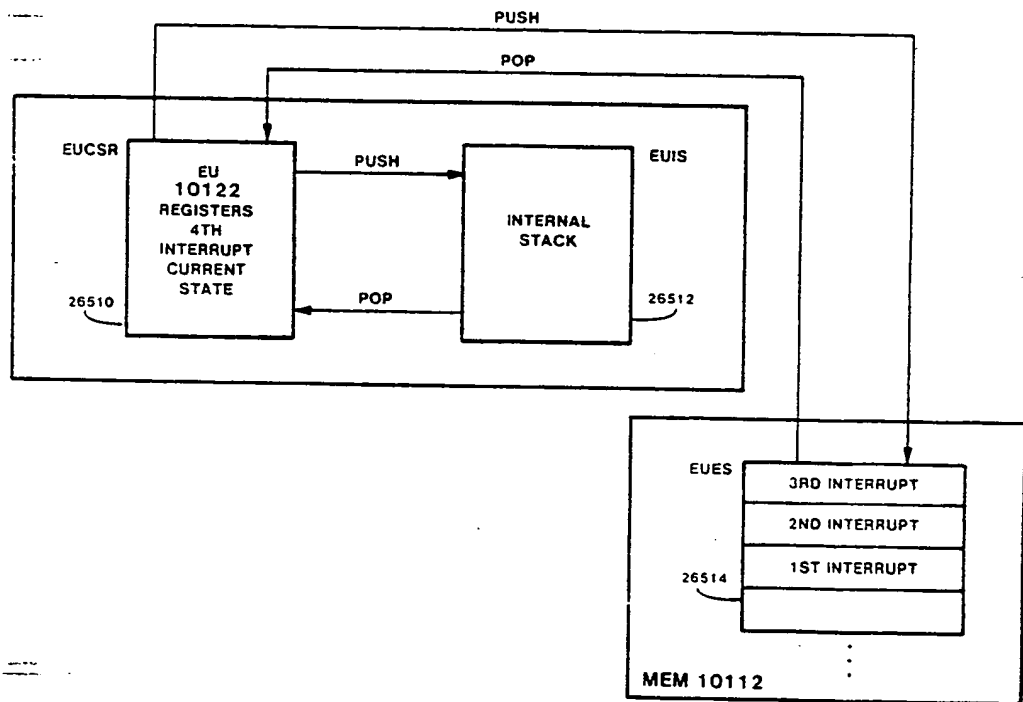 PUSH
POP
EUCSR
EU
10122
REGISTERS
4TH
INTERRUPT
CURRENT
STATE
26510
PUSH
POP
INTERNAL
STACK
EUIS
26512
EUES
3RD INTERRUPT
2ND INTERRUPT
1ST INTERRUPT
26514
MEM 10112